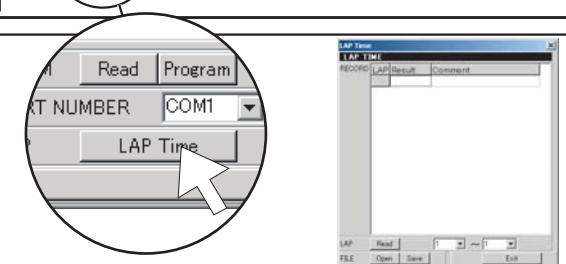 Read Program
RT NUMBER COM1
LAP Time
LAP Time
LAP TIME
RECORD LAP Result Comment
LAP Read 1 ~ 1
FILE Open Save Exit